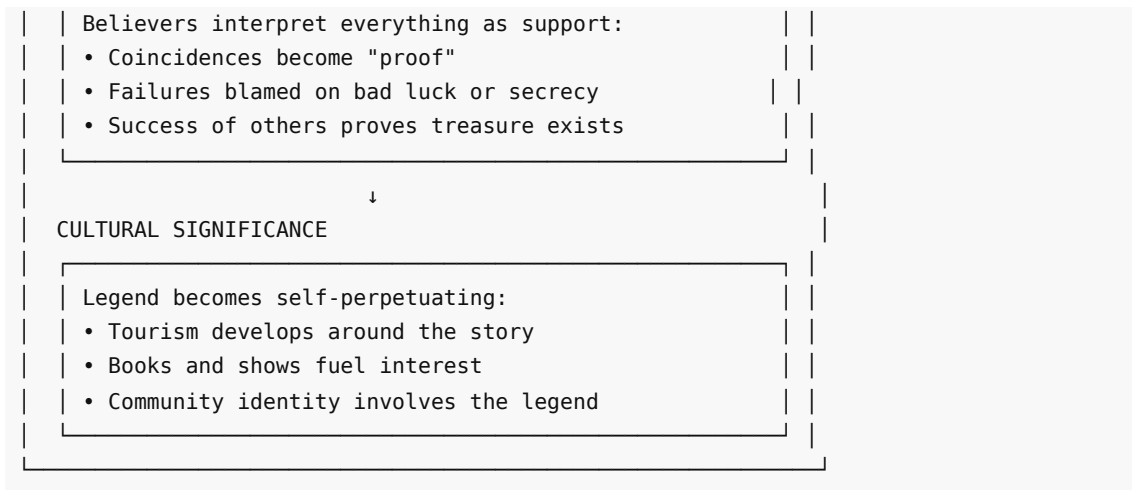 Believers interpret everything as support:
• Coincidences become "proof"
• Failures blamed on bad luck or secrecy
• Success of others proves treasure exists
↓
CULTURAL SIGNIFICANCE
Legend becomes self-perpetuating:
• Tourism develops around the story
• Books and shows fuel interest
• Community identity involves the legend